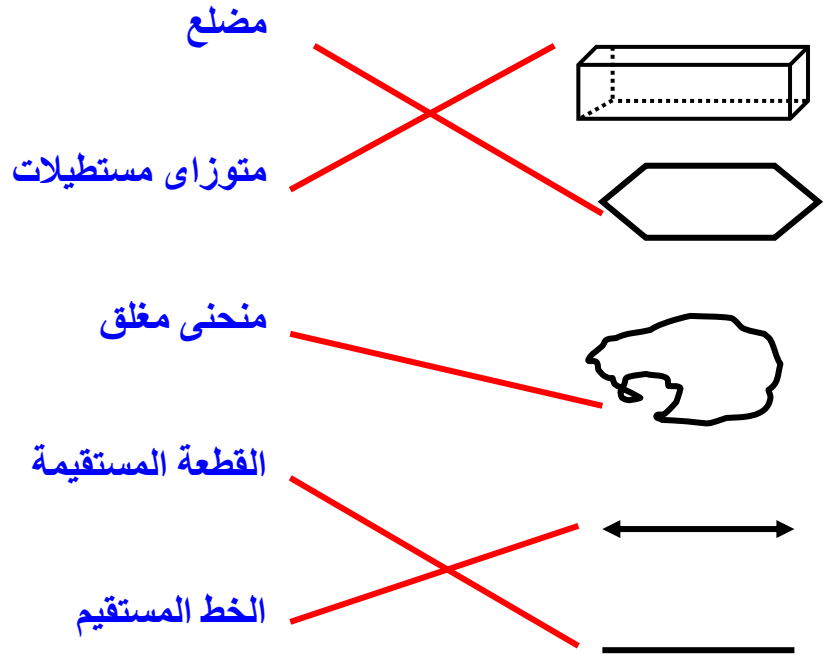 مضلع
متوزاى مستطيلات
منحنى مغلق
القطعة المستقيمة
الخط المستقيم